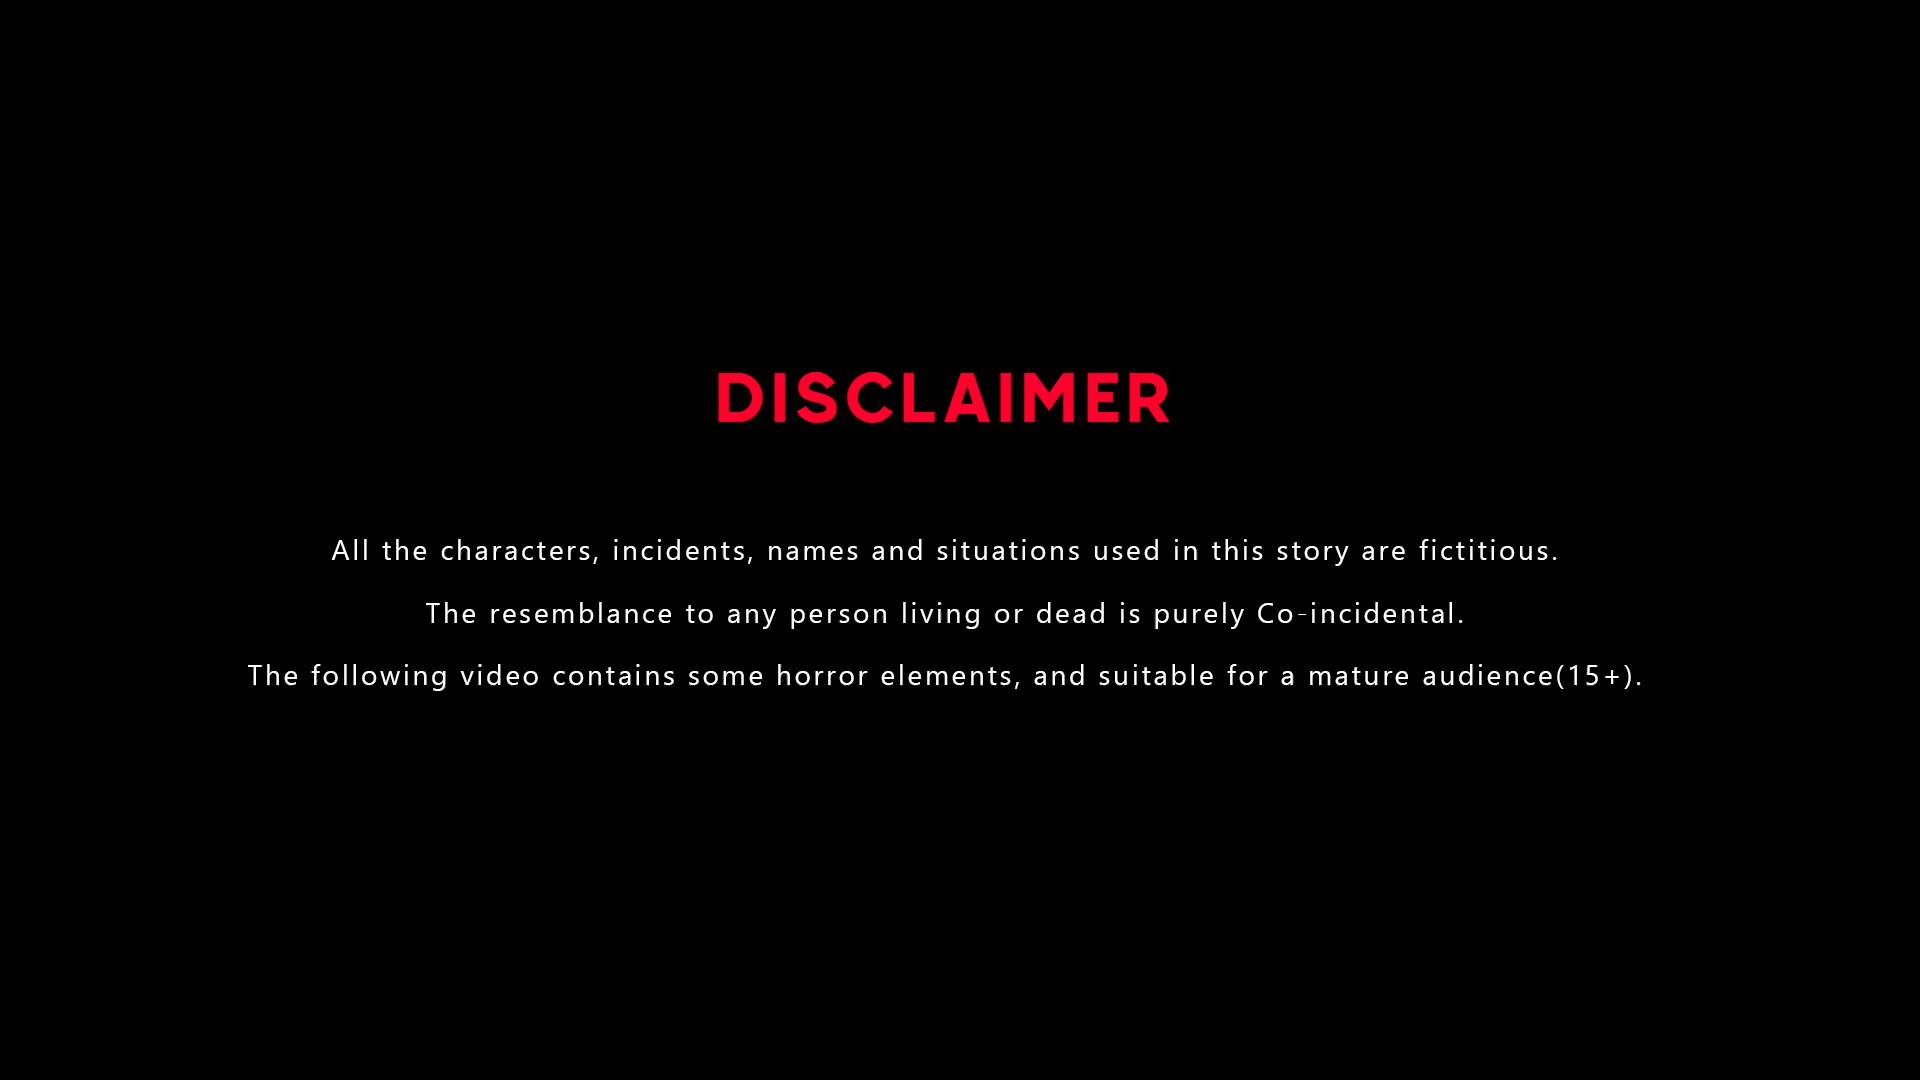 DISCLAIMER
All the characters, incidents, names and situations used in this story are fictitious.
The resemblance to any person living or dead is purely Co-incidental.
The following video contains some horror elements, and suitable for a mature audience(15+).